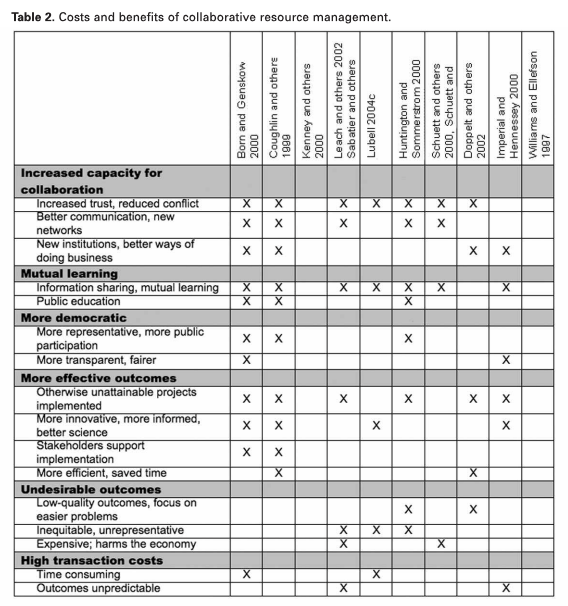 Table 2. Costs and benefits of collaborative resource management.
Born and Genskow
2000
Coughlin and others
1999
Kenney and others
2000
Leach and others 2002
Sabatier and others
Lubell 2004c
Huntington and
Sommerstrom 2000
Schuett and others
2000, Schuett and
Doppelt and others
2002
Imperial and
Hennessey 2000
Williams and Ellefson
1997
Increased capacity for
collaboration
Increased trust, reduced conflict X X X X X X X
Better communication, new
networks X X X X X
New institutions, better ways of
doing business X X X X
Mutual learning
Information sharing, mutual learning X X X X X X X
Public education X X X
More democratic
More representative, more public
participation X X X
More transparent, fairer X X
More effective outcomes
Otherwise unattainable projects
implemented X X X X X X
More innovative, more informed,
better science X X X X
Stakeholders support
implementation X X
More efficient, saved time X X
Undesirable outcomes
Low-quality outcomes, focus on
easier problems X X
Inequitable, unrepresentative X X X
Expensive; harms the economy X X
High transaction costs
Time consuming X X
Outcomes unpredictable X X